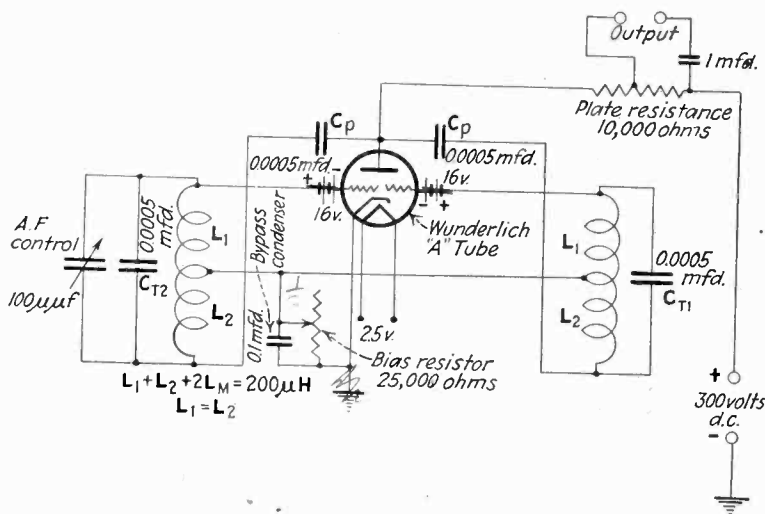 Output
1 mfd.
Plate resistance
10,000 ohms
Cp
Cp
0.0005 mfd.
0.0005 mfd.
+
-
16v.
16v.
-
+
Wunderlich
"A" Tube
A.F
control
100μμf
0.0005
mfd.
CT2
L1
L2
Bypass
condenser
0.1 mfd.
2.5 v.
Bias resistor
25,000 ohms
L1
L2
0.0005
mfd.
CT1
L1 + L2 + 2LM = 200μH
L1 = L2
+
300 volts
d.c.
-